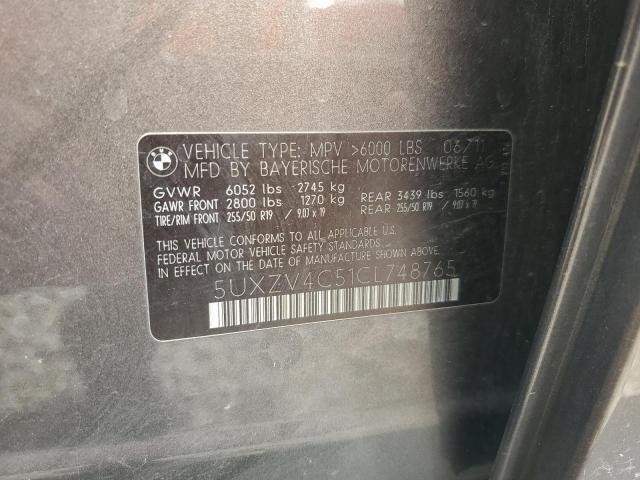 BMW
VEHICLE TYPE: MPV >6000 LBS 06/11
MFD BY BAYERISCHE MOTORENWERKE AG
GVWR 6052 lbs 2745 kg
GAWR FRONT 2800 lbs 1270 kg REAR 3439 lbs 1560 kg
TIRE/RIM FRONT 255/50 R19 / 9.0J x 19 REAR 255/50 R19 / 9.0J x 19
THIS VEHICLE CONFORMS TO ALL APPLICABLE U.S.
FEDERAL MOTOR VEHICLE SAFETY STANDARDS
IN EFFECT ON THE DATE OF MANUFACTURE SHOWN ABOVE.
5UXZV4C51CL748765